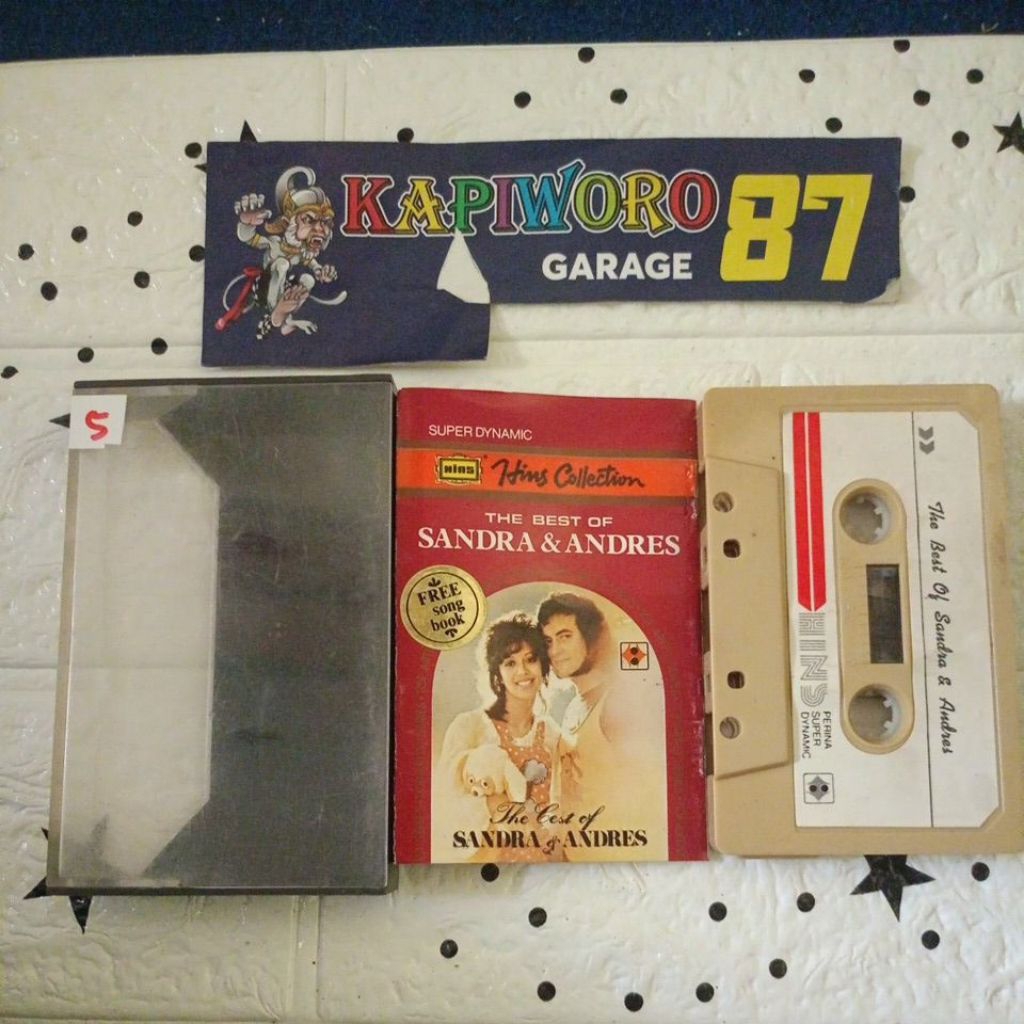 KAPIWORO 87
GARAGE
5
SUPER DYNAMIC
HINS Hins Collection
THE BEST OF
SANDRA & ANDRES
FREE
song
book
The Best of
SANDRA & ANDRES
HINS
PERINA
SUPER
DYNAMIC
The Best Of Sandra & Andres